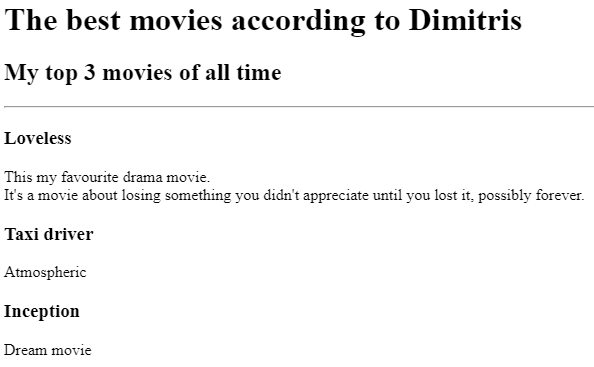 The best movies according to Dimitris
My top 3 movies of all time
Loveless
This my favourite drama movie.
It's a movie about losing something you didn't appreciate until you lost it, possibly forever.
Taxi driver
Atmospheric
Inception
Dream movie